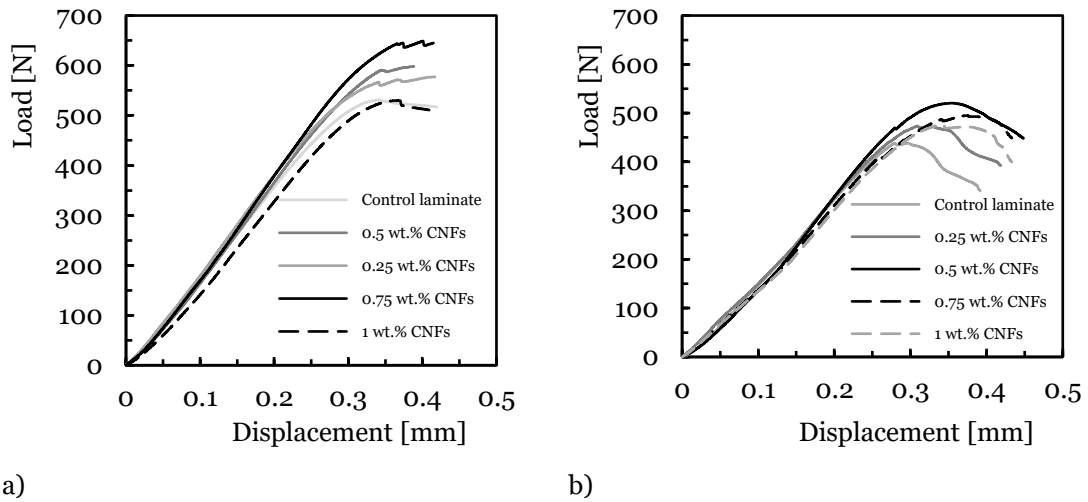 Load [N]
700
600
500
400
300
200
100
0
Control laminate
0.5 wt.% CNFs
0.25 wt.% CNFs
0.75 wt.% CNFs
1 wt.% CNFs
0 0.1 0.2 0.3 0.4 0.5
Displacement [mm]
a)
Load [N]
700
600
500
400
300
200
100
0
Control laminate
0.25 wt.% CNFs
0.5 wt.% CNFs
0.75 wt.% CNFs
1 wt.% CNFs
0 0.1 0.2 0.3 0.4 0.5
Displacement [mm]
b)